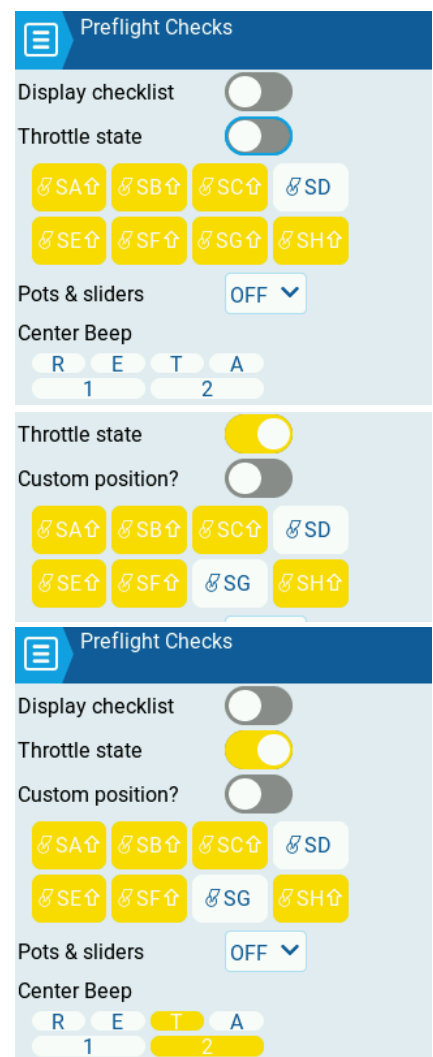 Preflight Checks
Display checklist
Throttle state
SA⇧ SB⇧ SC⇧ SD
SE⇧ SF⇧ SG⇧ SH⇧
Pots & sliders OFF
Center Beep
R E T A
1 2
Throttle state
Custom position?
SA⇧ SB⇧ SC⇧ SD
SE⇧ SF⇧ SG SH⇧
Preflight Checks
Display checklist
Throttle state
Custom position?
SA⇧ SB⇧ SC⇧ SD
SE⇧ SF⇧ SG SH⇧
Pots & sliders OFF
Center Beep
R E T A
1 2